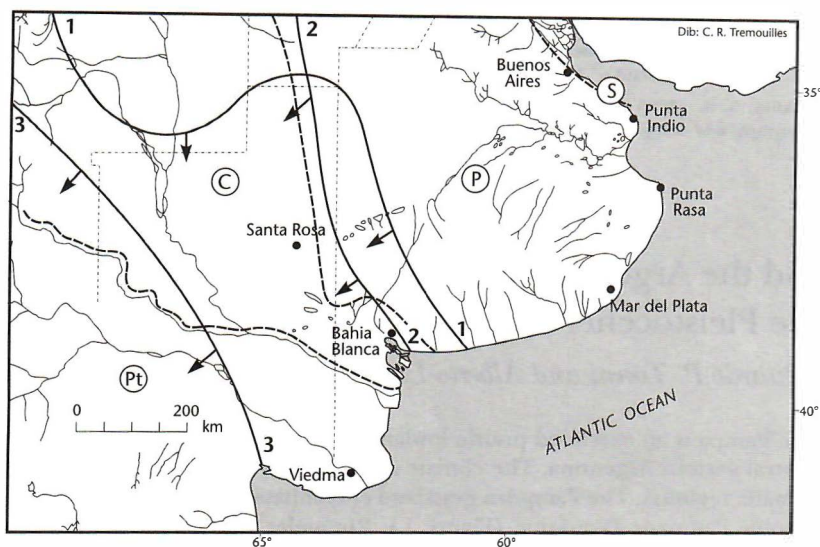 1
2
Dib: C. R. Tremouilles
Buenos
Aires
S
35°
Punta
Indio
3
C
P
Punta
Rasa
Santa Rosa
Mar del Plata
Bahia
Blanca
2
1
Pt
0 200
km
40°
ATLANTIC OCEAN
3
Viedma
65°
60°